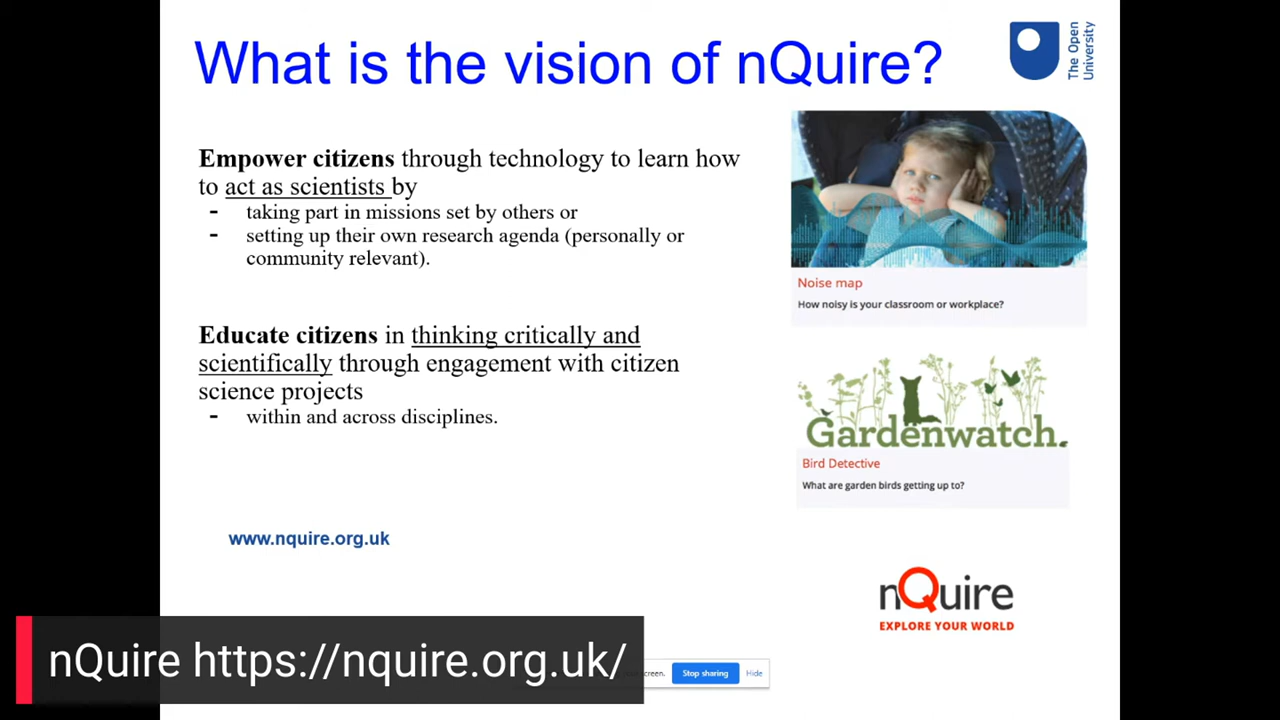 What is the vision of nQuire?
The Open
University
Empower citizens through technology to learn how
to act as scientists by
- taking part in missions set by others or
- setting up their own research agenda (personally or
community relevant).
Educate citizens in thinking critically and
scientifically through engagement with citizen
science projects
- within and across disciplines.
www.nquire.org.uk
Noise map
How noisy is your classroom or workplace?
Gardenwatch.
Bird Detective
What are garden birds getting up to?
nQuire
EXPLORE YOUR WORLD
nQuire https://nquire.org.uk/
screen. Stop sharing Hide